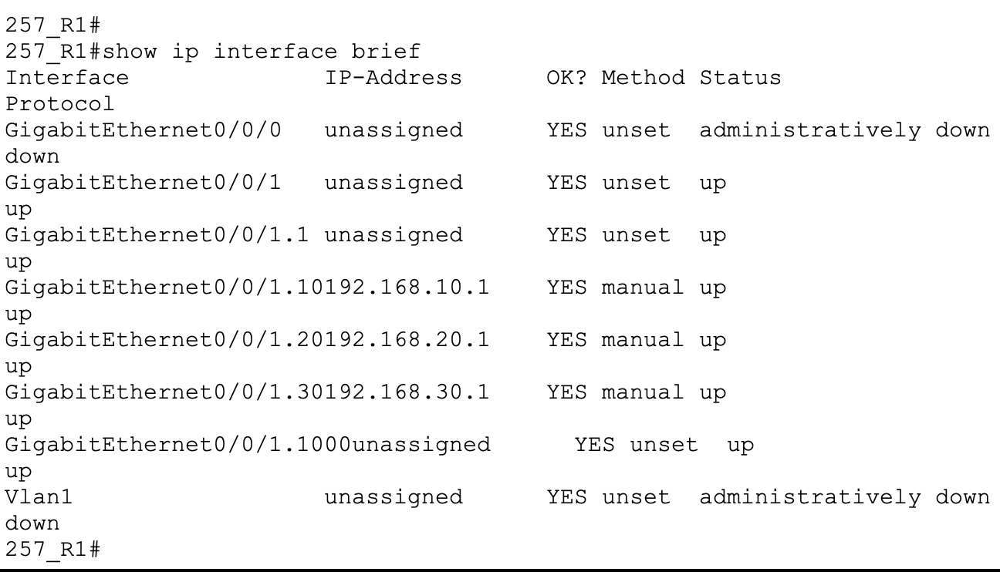 257_R1#
257_R1#show ip interface brief
Interface              IP-Address      OK? Method Status
Protocol
GigabitEthernet0/0/0   unassigned      YES unset  administratively down
down
GigabitEthernet0/0/1   unassigned      YES unset  up
up
GigabitEthernet0/0/1.1 unassigned      YES unset  up
up
GigabitEthernet0/0/1.10192.168.10.1    YES manual up
up
GigabitEthernet0/0/1.20192.168.20.1    YES manual up
up
GigabitEthernet0/0/1.30192.168.30.1    YES manual up
up
GigabitEthernet0/0/1.1000unassigned      YES unset  up
up
Vlan1                  unassigned      YES unset  administratively down
down
257_R1#